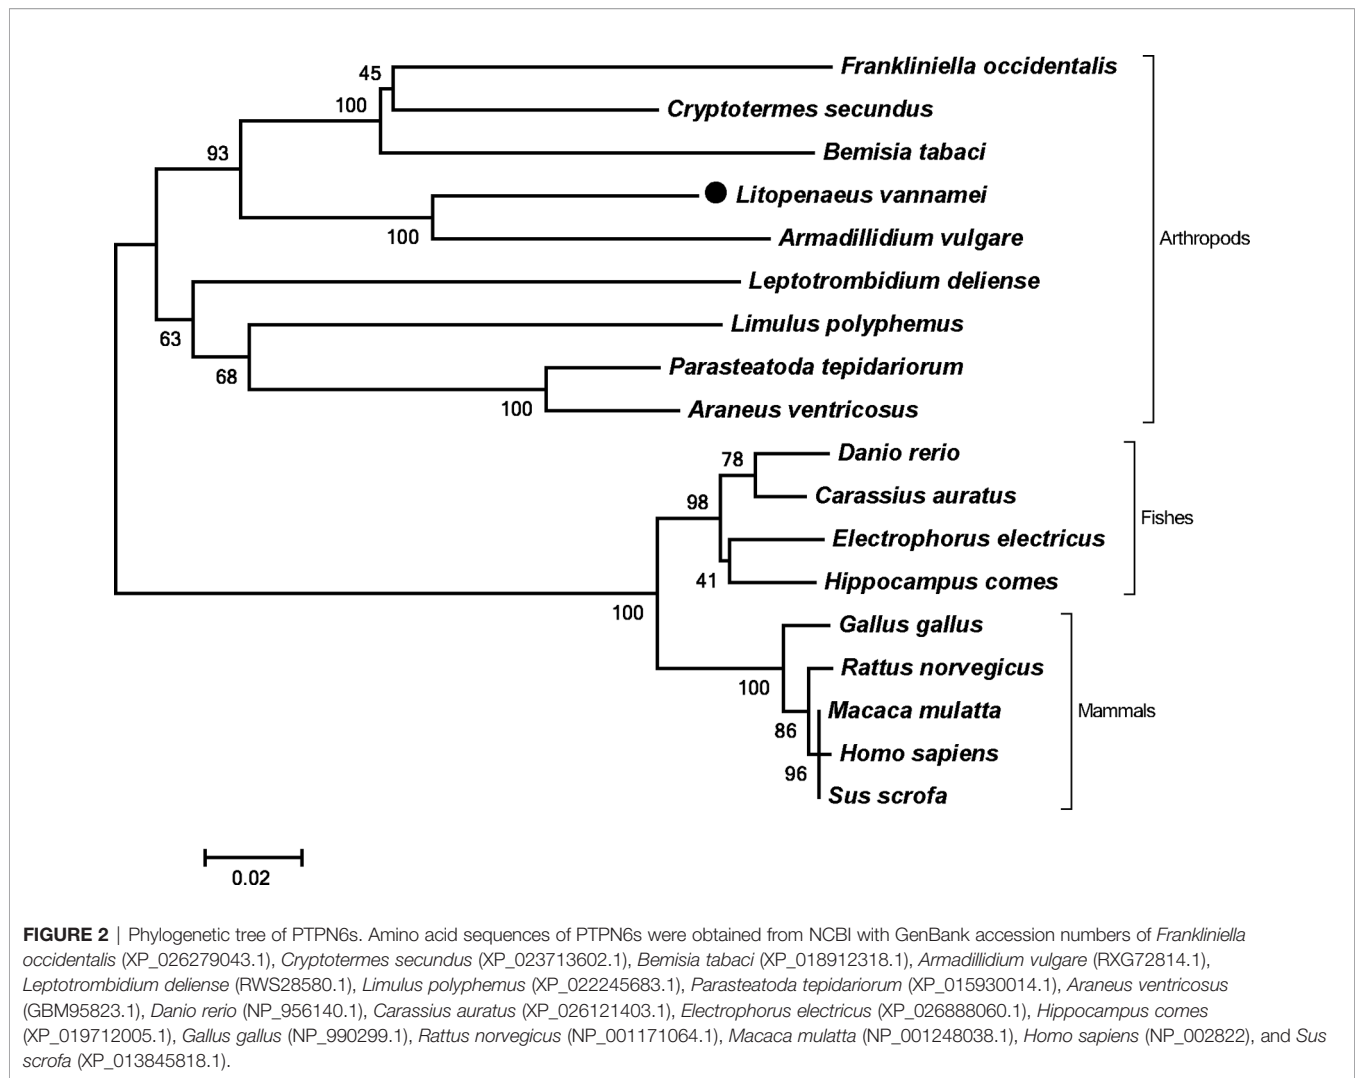 45
Frankliniella occidentalis
100
Cryptotermes secundus
93
Bemisia tabaci
Litopenaeus vannamei
100
Armadillidium vulgare
Arthropods
Leptotrombidium deliense
63
Limulus polyphemus
68
Parasteatoda tepidariorum
100
Araneus ventricosus
78
Danio rerio
98
Carassius auratus
Fishes
Electrophorus electricus
41
Hippocampus comes
100
Gallus gallus
100
Rattus norvegicus
86
Macaca mulatta
Mammals
96
Homo sapiens
Sus scrofa
0.02
FIGURE 2 | Phylogenetic tree of PTPN6s. Amino acid sequences of PTPN6s were obtained from NCBI with GenBank accession numbers of Frankliniella
occidentalis (XP_026279043.1), Cryptotermes secundus (XP_023713602.1), Bemisia tabaci (XP_018912318.1), Armadillidium vulgare (RXG72814.1),
Leptotrombidium deliense (RWS28580.1), Limulus polyphemus (XP_022245683.1), Parasteatoda tepidariorum (XP_015930014.1), Araneus ventricosus
(GBM95823.1), Danio rerio (NP_956140.1), Carassius auratus (XP_026121403.1), Electrophorus electricus (XP_026888060.1), Hippocampus comes
(XP_019712005.1), Gallus gallus (NP_990299.1), Rattus norvegicus (NP_001171064.1), Macaca mulatta (NP_001248038.1), Homo sapiens (NP_002822), and Sus
scrofa (XP_013845818.1).